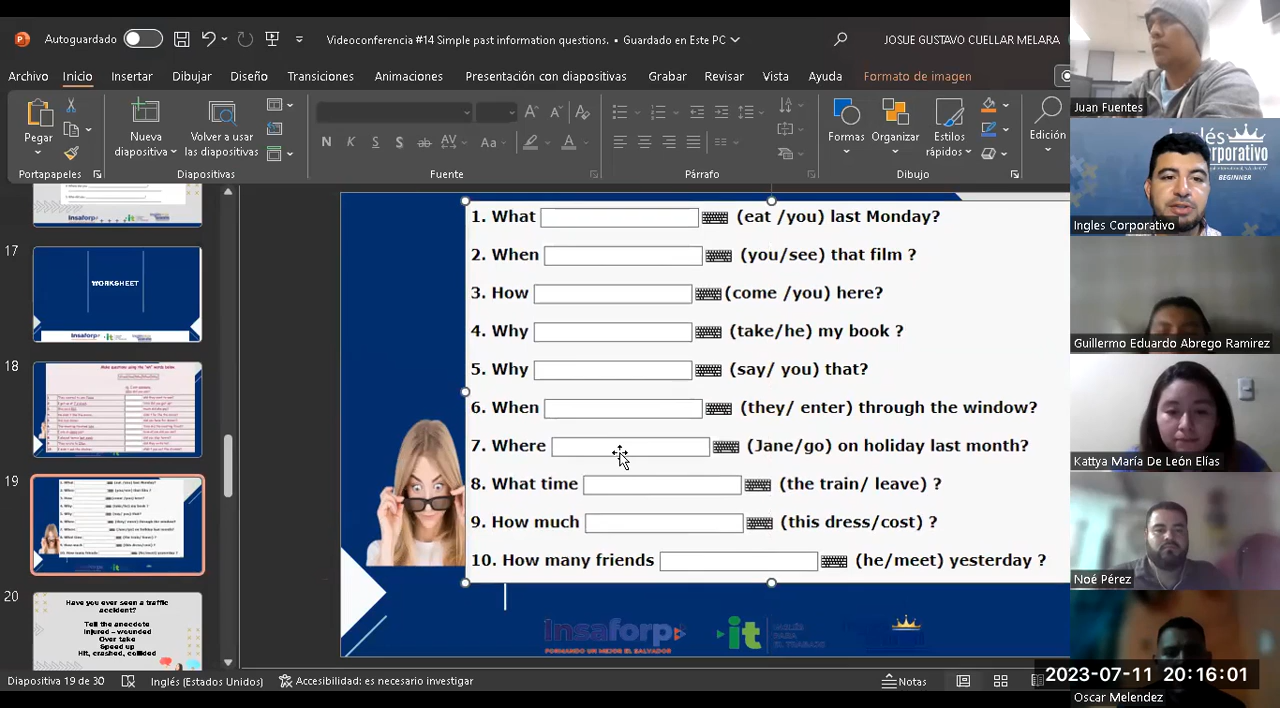 Autoguardado
Videoconferencia #14 Simple past information questions. • Guardado en Este PC
JOSUE GUSTAVO CUELLAR MELARA
Archivo Inicio Insertar Dibujar Diseño Transiciones Animaciones Presentación con diapositivas Grabar Revisar Vista Ayuda Formato de imagen
Pegar
Nueva diapositiva
Volver a usar las diapositivas
N K S S ab AV Aa A
Formas Organizar Estilos rápidos Edición
Portapapeles Diapositivas Fuente Párrafo Dibujo
17
WORKSHEET
18
19
20
Have you ever seen a traffic
accident?
Tell the anecdote
Injured – wounded
Over take
Speed up
Hit, crashed, collided
1. What (eat /you) last Monday?
2. When (you/see) that film ?
3. How (come /you) here?
4. Why (take/he) my book ?
5. Why (say/ you) that?
6. When (they/ enter) through the window?
7. Where (Jane/go) on holiday last month?
8. What time (the train/ leave) ?
9. How much (this dress/cost) ?
10. How many friends (he/meet) yesterday ?
Insaforp
FORMANDO UN MEJOR EL SALVADOR
it
INGLÉS
PARA
EL TRABAJO
Diapositiva 19 de 30
Inglés (Estados Unidos)
Accesibilidad: es necesario investigar
Notas
Juan Fuentes
Inglés
Corporativo
BEGINNER
Ingles Corporativo
Guillermo Eduardo Abrego Ramirez
Kattya María De León Elías
Noé Pérez
2023-07-11 20:16:01
Oscar Melendez